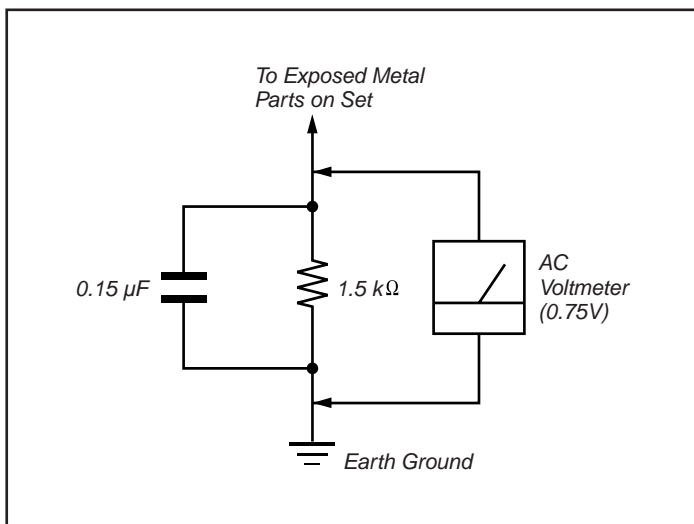 To Exposed Metal
Parts on Set
0.15 µF
1.5 kΩ
AC
Voltmeter
(0.75V)
Earth Ground